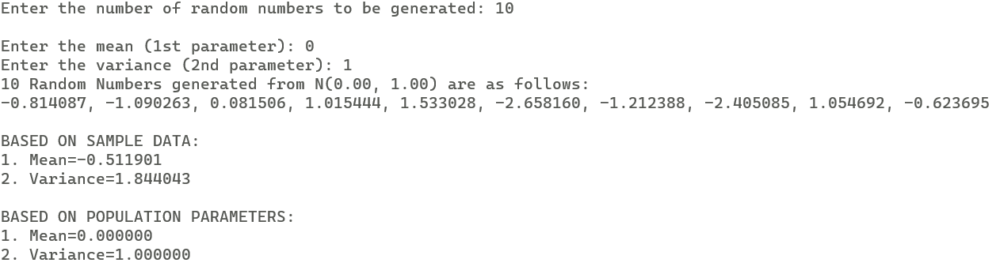 Enter the number of random numbers to be generated: 10
Enter the mean (1st parameter): 0
Enter the variance (2nd parameter): 1
10 Random Numbers generated from N(0.00, 1.00) are as follows:
-0.814087, -1.090263, 0.081506, 1.015444, 1.533028, -2.658160, -1.212388, -2.405085, 1.054692, -0.623695
BASED ON SAMPLE DATA:
1. Mean=-0.511901
2. Variance=1.844043
BASED ON POPULATION PARAMETERS:
1. Mean=0.000000
2. Variance=1.000000